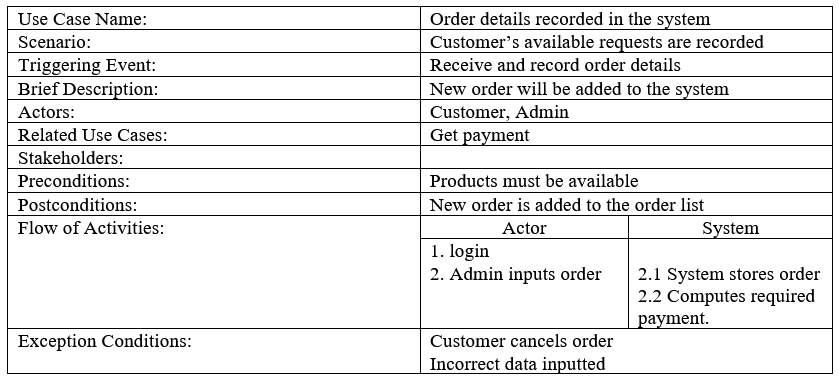 Use Case Name: Order details recorded in the system
Scenario: Customer’s available requests are recorded
Triggering Event: Receive and record order details
Brief Description: New order will be added to the system
Actors: Customer, Admin
Related Use Cases: Get payment
Stakeholders:
Preconditions: Products must be available
Postconditions: New order is added to the order list
Flow of Activities: Actor System
1. login
2. Admin inputs order 2.1 System stores order
2.2 Computes required
payment.
Exception Conditions: Customer cancels order
Incorrect data inputted